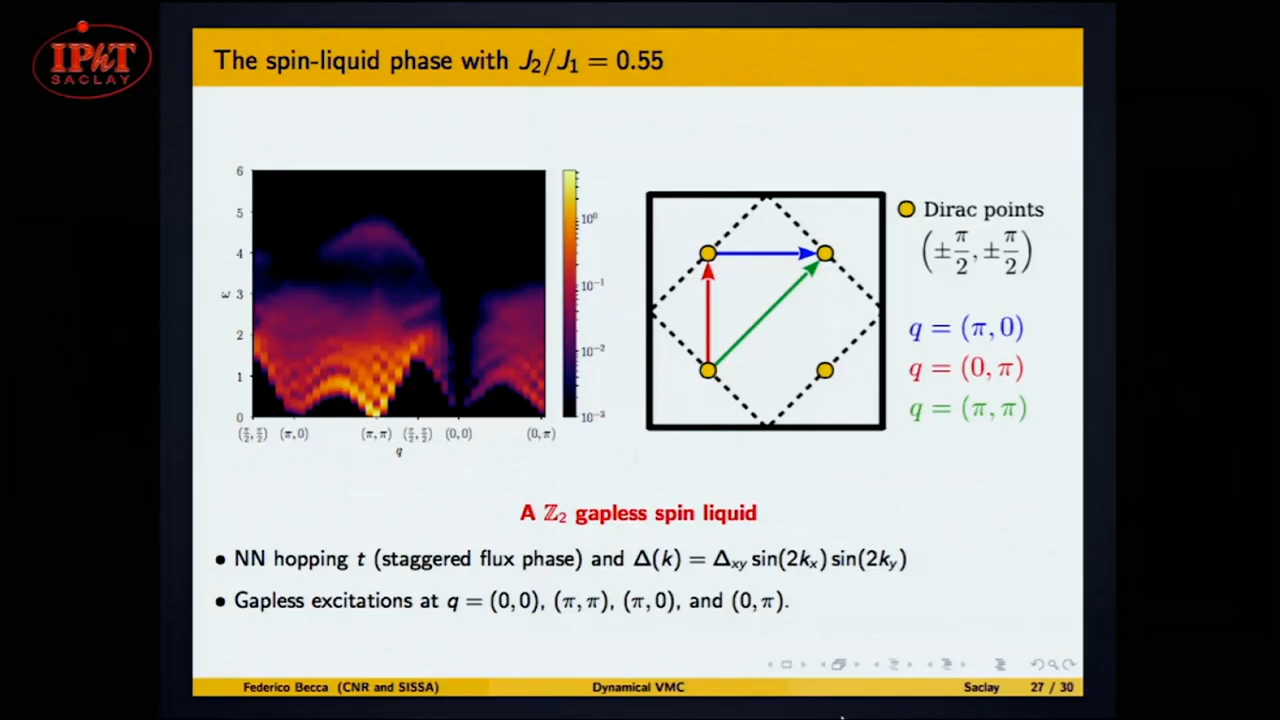 IPhT
SACLAY
The spin-liquid phase with J₂/J₁ = 0.55
6
5
4
3
2
1
0
ω
(π/2, π/2) (π, 0) (π, π) (π/2, π/2) (0, 0) (0, π)
q
10⁰
10⁻¹
10⁻²
10⁻³
Dirac points
(±π/2, ±π/2)
q = (π, 0)
q = (0, π)
q = (π, π)
A ℤ₂ gapless spin liquid
• NN hopping t (staggered flux phase) and Δ(k) = Δxy sin(2kx) sin(2ky)
• Gapless excitations at q = (0, 0), (π, π), (π, 0), and (0, π).
Federico Becca (CNR and SISSA) Dynamical VMC Saclay 27 / 30